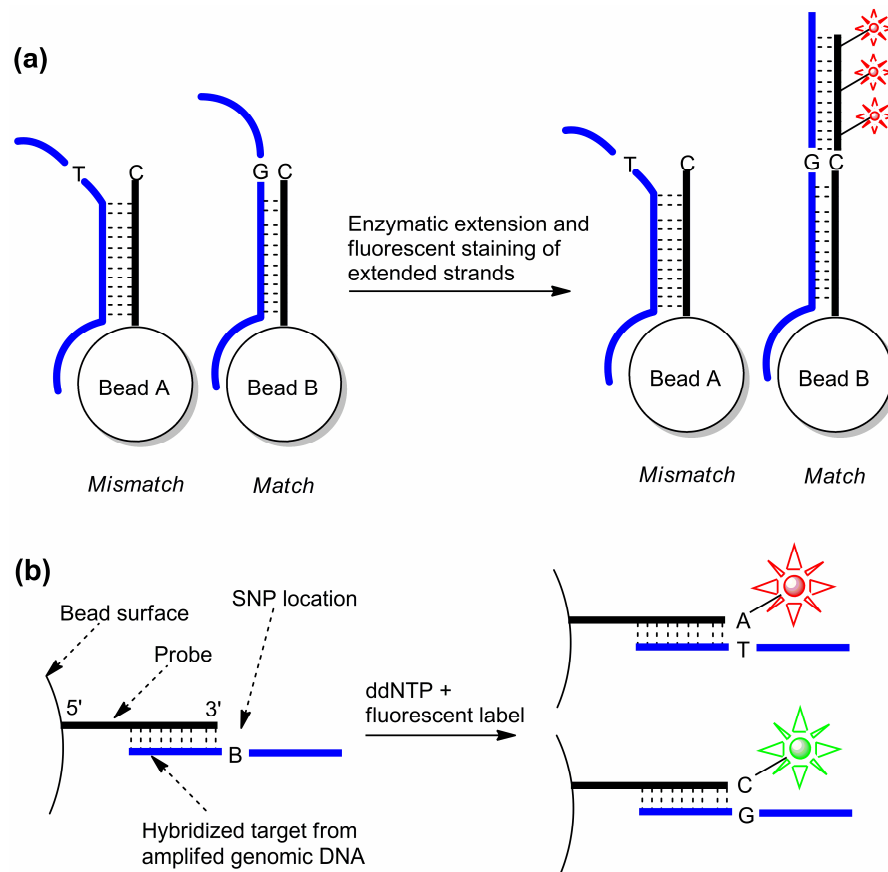 (a)
T
C
G C
Enzymatic extension and
fluorescent staining of
extended strands
T
C
G C
Bead A
Bead B
Bead A
Bead B
Mismatch
Match
Mismatch
Match
(b)
Bead surface
SNP location
Probe
5'
3'
B
Hybridized target from
amplifed genomic DNA
ddNTP +
fluorescent label
A
T
C
G